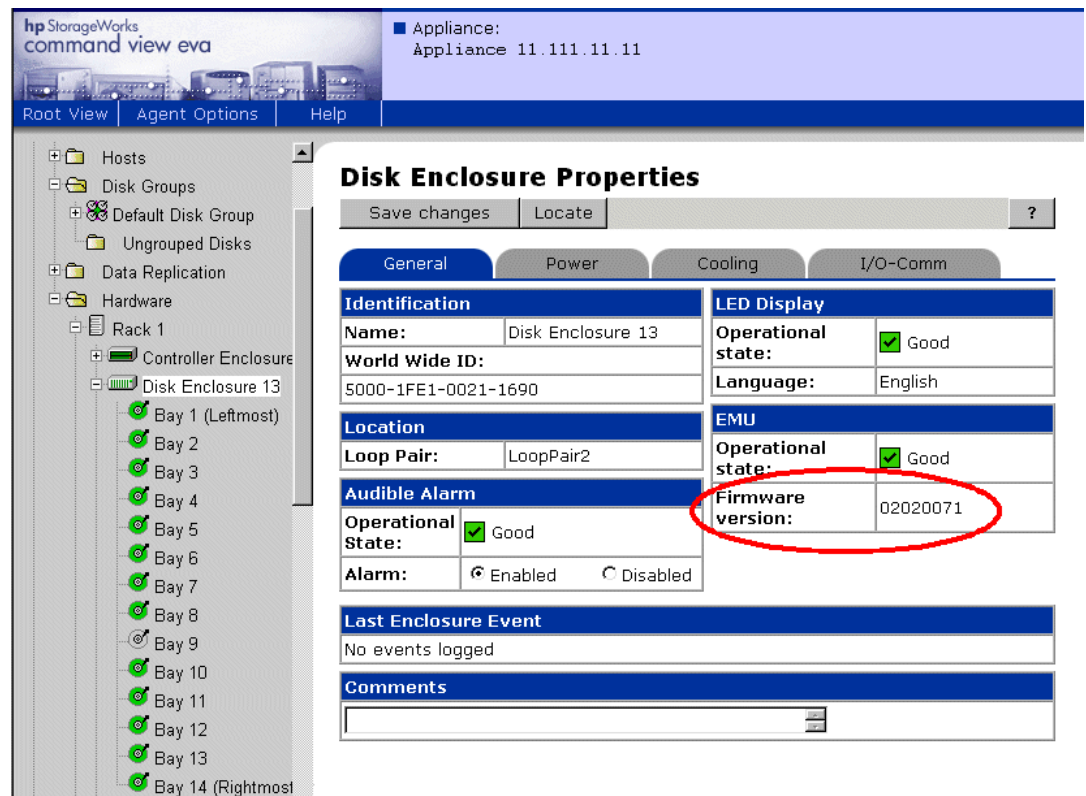 hp StorageWorks
command view eva
Appliance:
Appliance 11.111.11.11
Root View Agent Options Help
Hosts
Disk Groups
Default Disk Group
Ungrouped Disks
Data Replication
Hardware
Rack 1
Controller Enclosure
Disk Enclosure 13
Bay 1 (Leftmost)
Bay 2
Bay 3
Bay 4
Bay 5
Bay 6
Bay 7
Bay 8
Bay 9
Bay 10
Bay 11
Bay 12
Bay 13
Bay 14 (Rightmost
Disk Enclosure Properties
Save changes Locate ?
General Power Cooling I/O-Comm
Identification
Name: Disk Enclosure 13
World Wide ID:
5000-1FE1-0021-1690
Location
Loop Pair: LoopPair2
Audible Alarm
Operational
State: Good
Alarm: Enabled Disabled
LED Display
Operational
state: Good
Language: English
EMU
Operational
state: Good
Firmware
version: 02020071
Last Enclosure Event
No events logged
Comments